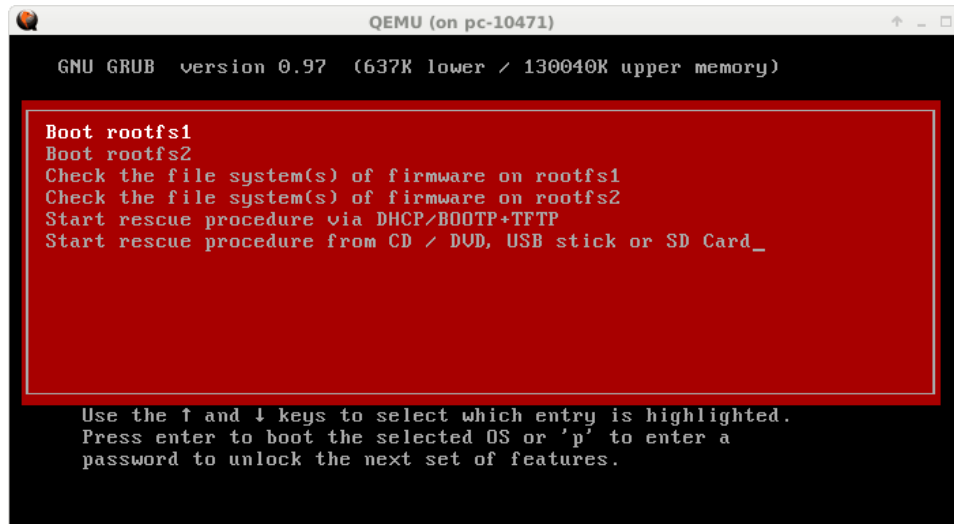 QEMU (on pc-10471)
GNU GRUB version 0.97 (637K lower / 130040K upper memory)
Boot rootfs1
Boot rootfs2
Check the file system(s) of firmware on rootfs1
Check the file system(s) of firmware on rootfs2
Start rescue procedure via DHCP/BOOTP+TFTP
Start rescue procedure from CD / DVD, USB stick or SD Card_
Use the ↑ and ↓ keys to select which entry is highlighted.
Press enter to boot the selected OS or 'p' to enter a
password to unlock the next set of features.